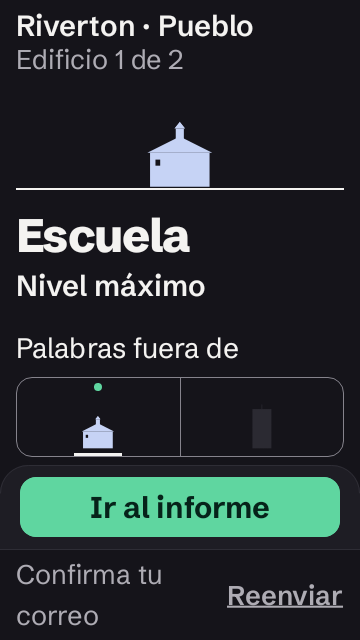 Riverton · Pueblo
Edificio 1 de 2
Escuela
Nivel máximo
Palabras fuera de
Ir al informe
Confirma tu
correo
Reenviar